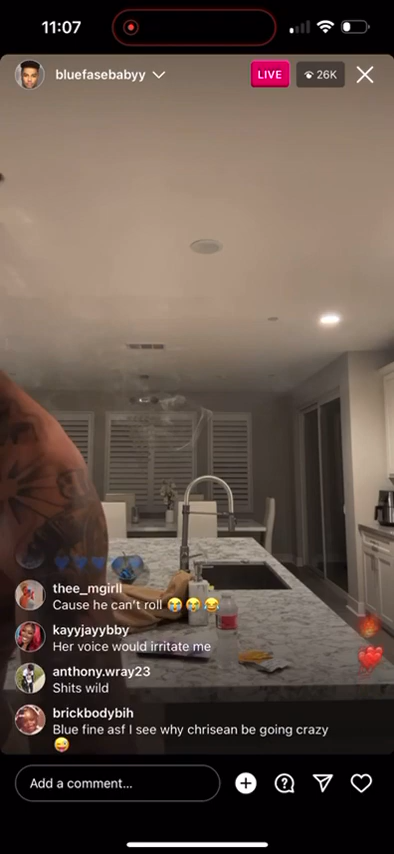 11:07
bluefasebabyy
LIVE
26K
thee_mgirll
Cause he can't roll 😭😭😂
kayyjayybby
Her voice would irritate me
anthony.wray23
Shits wild
brickbodybih
Blue fine asf I see why chrisean be going crazy
😜
Add a comment...